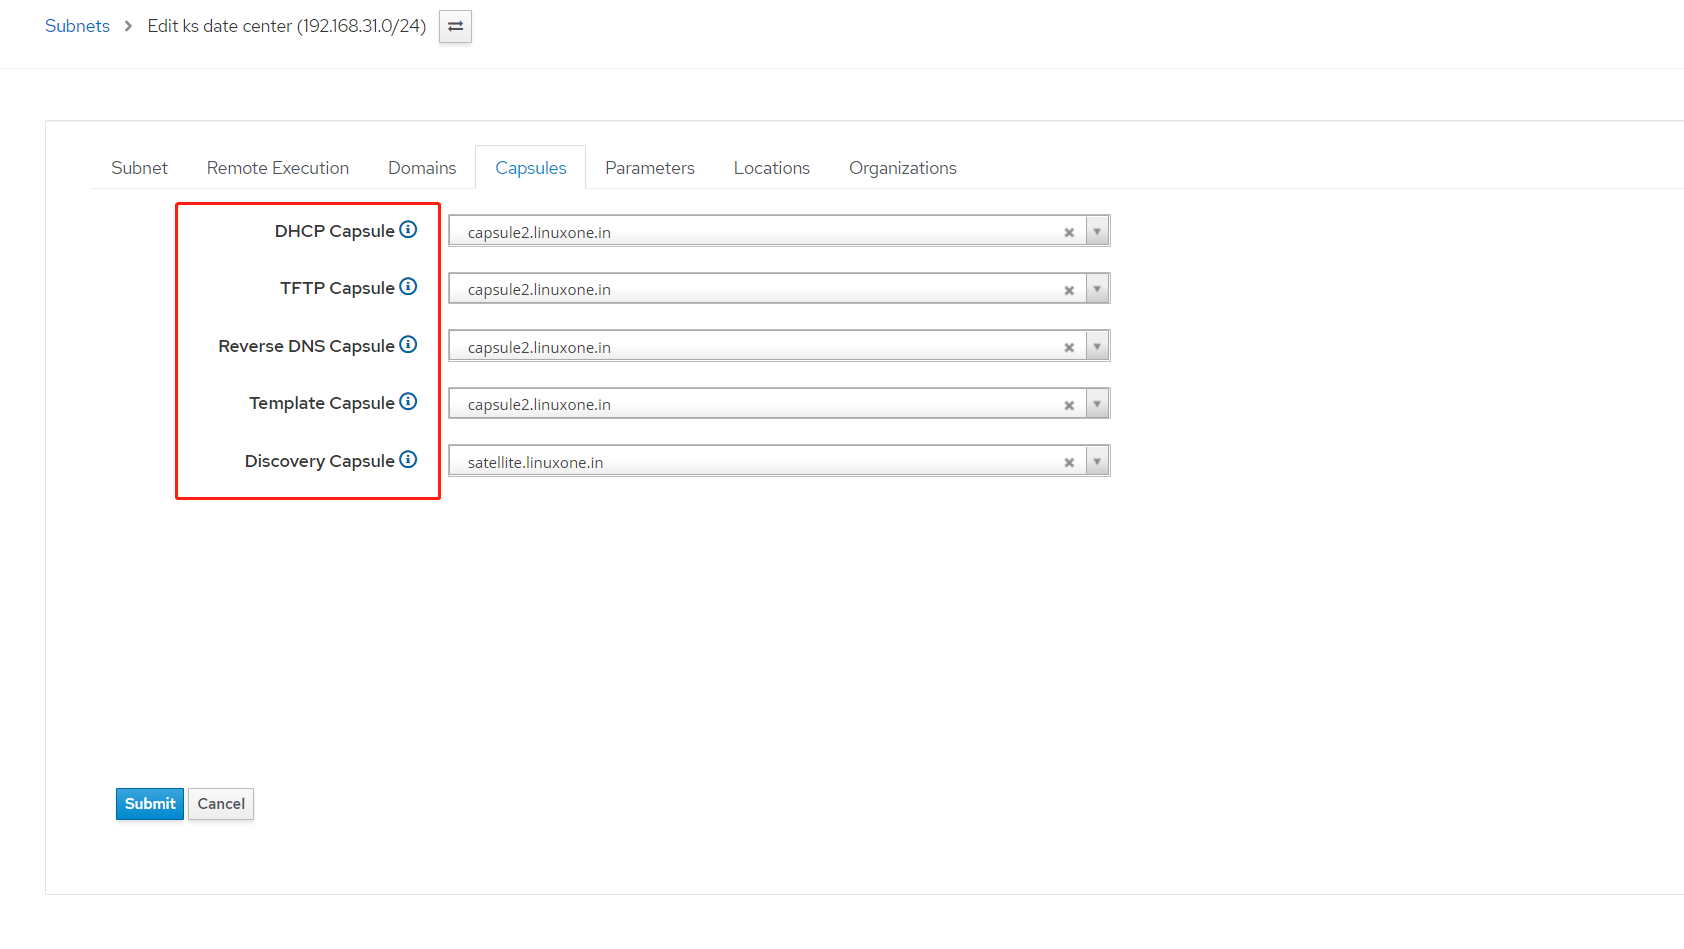 Subnets > Edit ks date center (192.168.31.0/24)
Subnet Remote Execution Domains Capsules Parameters Locations Organizations
DHCP Capsule capsule2.linuxone.in
TFTP Capsule capsule2.linuxone.in
Reverse DNS Capsule capsule2.linuxone.in
Template Capsule capsule2.linuxone.in
Discovery Capsule satellite.linuxone.in
Submit Cancel